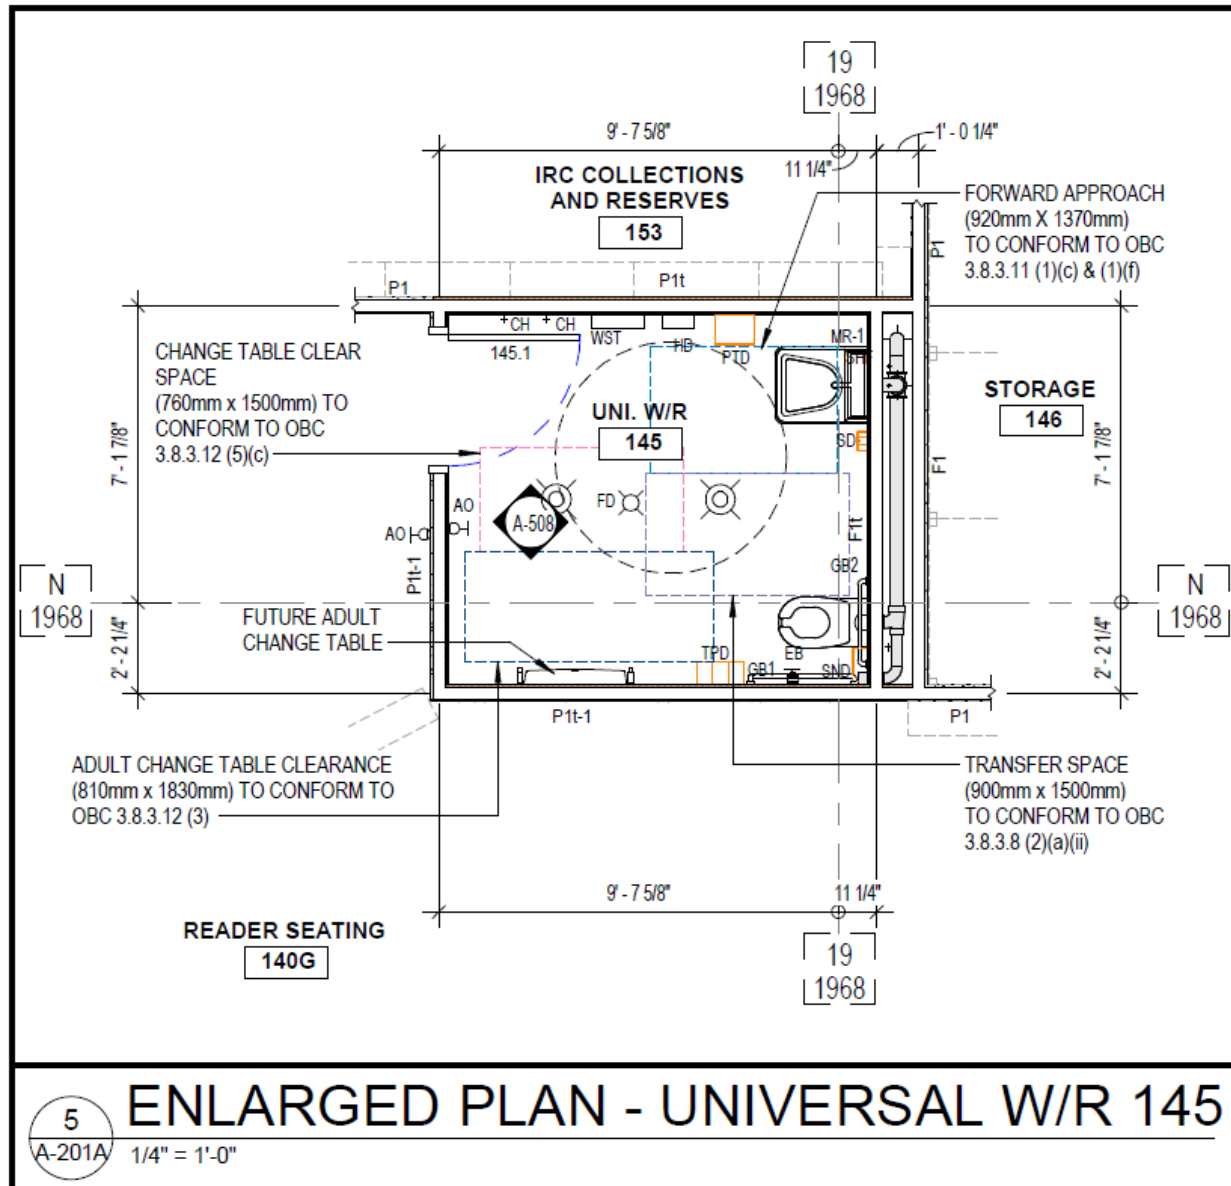 19
1968
9' - 7 5/8"
1' - 0 1/4"
11 1/4"
IRC COLLECTIONS
AND RESERVES
153
FORWARD APPROACH
(920mm X 1370mm)
TO CONFORM TO OBC
3.8.3.11 (1)(c) & (1)(f)
P1
P1t
P1
CH
CH
WST
HD
PTD
MR-1
SH
145.1
CHANGE TABLE CLEAR
SPACE
(760mm x 1500mm) TO
CONFORM TO OBC
3.8.3.12 (5)(c)
7' - 1 7/8"
UNI. W/R
145
SD
STORAGE
146
F1
7' - 1 7/8"
FD
A-508
AO
AO
F1t
P1t-1
GB2
N
1968
N
1968
2' - 2 1/4"
FUTURE ADULT
CHANGE TABLE
TPD
GB1
EB
SND
2' - 2 1/4"
P1t-1
P1
ADULT CHANGE TABLE CLEARANCE
(810mm x 1830mm) TO CONFORM TO
OBC 3.8.3.12 (3)
TRANSFER SPACE
(900mm x 1500mm)
TO CONFORM TO OBC
3.8.3.8 (2)(a)(ii)
9' - 7 5/8"
11 1/4"
READER SEATING
140G
19
1968
5
A-201A
ENLARGED PLAN - UNIVERSAL W/R 145
1/4" = 1'-0"